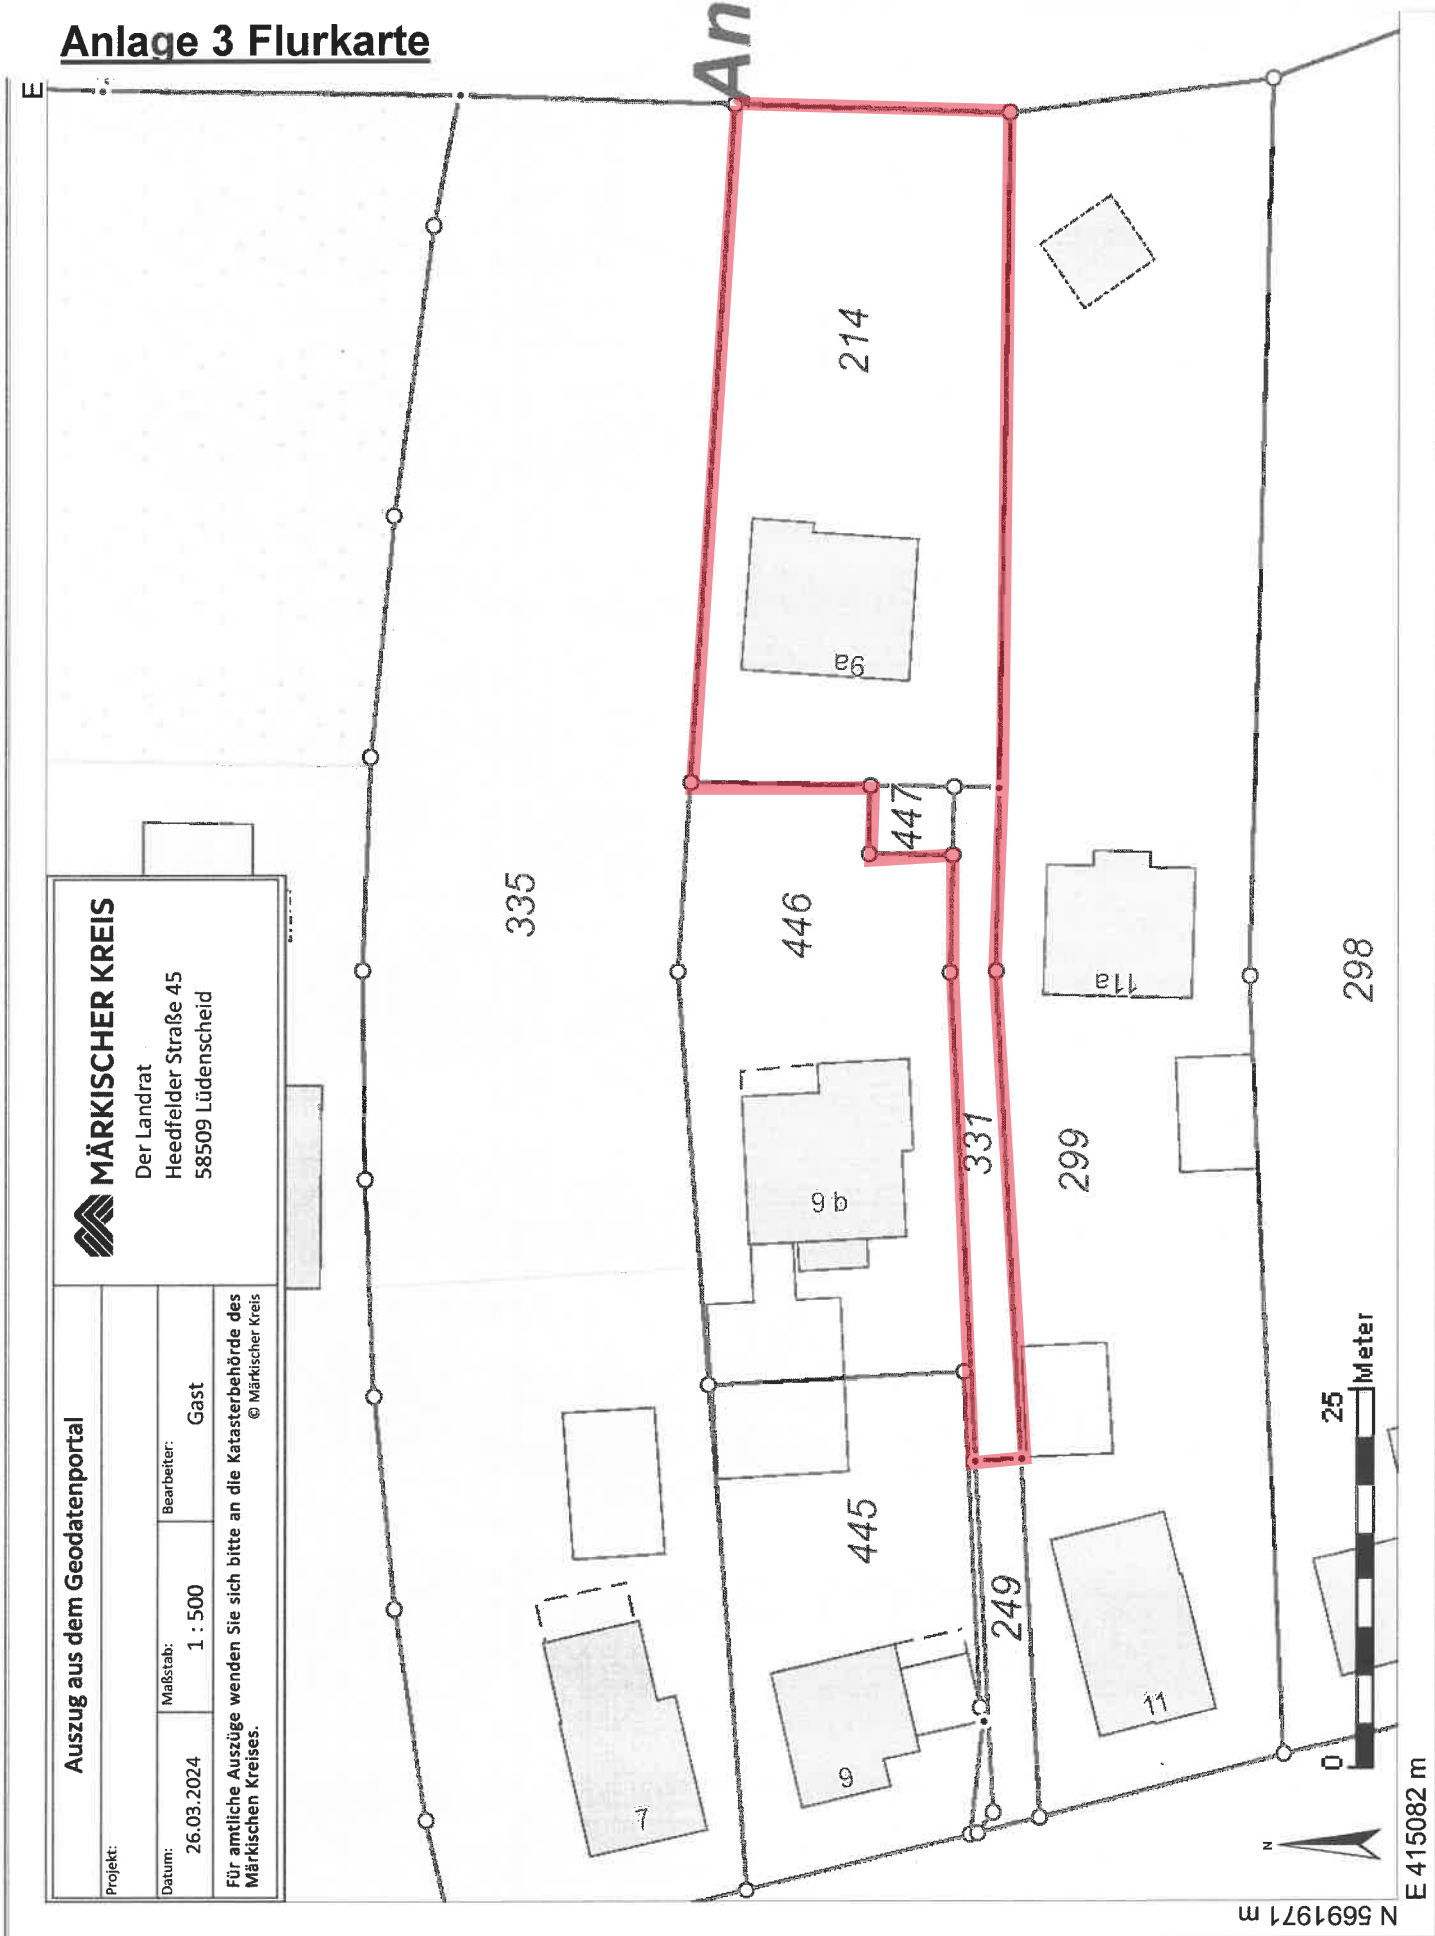 Anlage 3 Flurkarte
An
E
Auszug aus dem Geodatenportal
Projekt:
Datum:
26.03.2024
Maßstab:
1 : 500
Bearbeiter:
Gast
Für amtliche Auszüge wenden Sie sich bitte an die Katasterbehörde des
Märkischen Kreises.
© Märkischer Kreis
MÄRKISCHER KREIS
Der Landrat
Heedfelder Straße 45
58509 Lüdenscheid
335
214
9a
447
446
331
299
11a
298
9b
445
249
7
9
11
0
25
Meter
N
N 5691971 m
E 415082 m